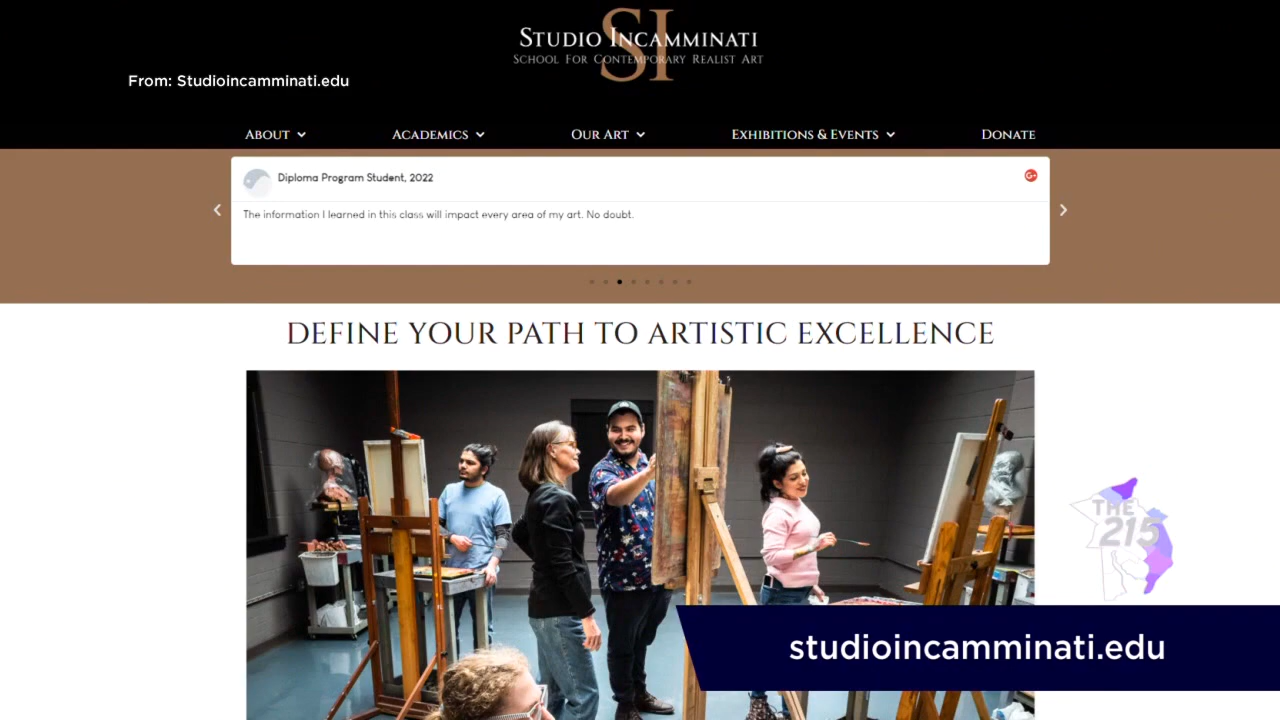 SI
STUDIO INCAMMINATI
SCHOOL FOR CONTEMPORARY REALIST ART
From: Studioincamminati.edu
ABOUT
ACADEMICS
OUR ART
EXHIBITIONS & EVENTS
DONATE
Diploma Program Student, 2022
G+
The information I learned in this class will impact every area of my art. No doubt.
DEFINE YOUR PATH TO ARTISTIC EXCELLENCE
THE
215
studioincamminati.edu